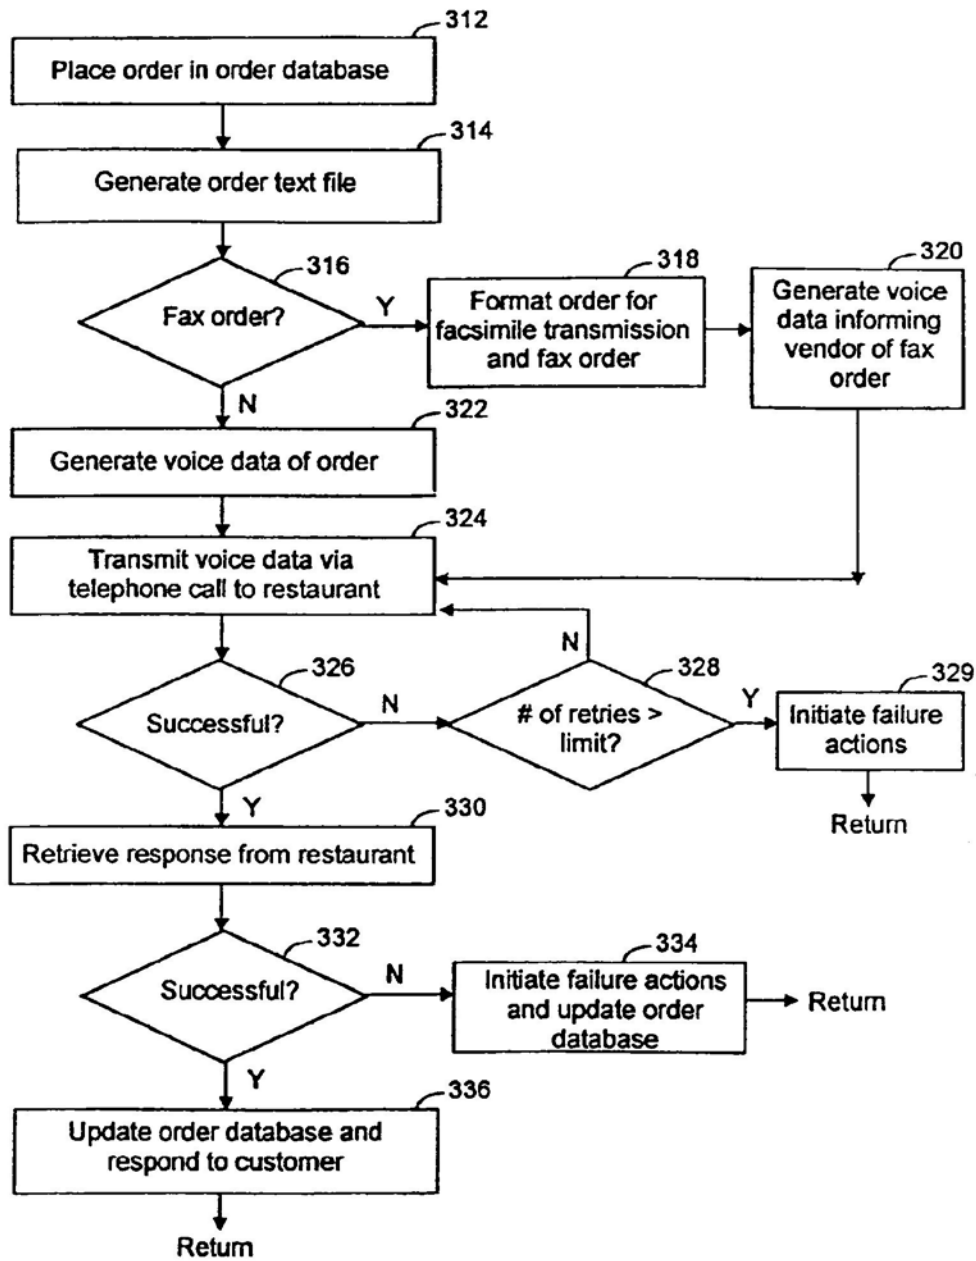 312
Place order in order database
314
Generate order text file
316
Fax order?
Y
318
Format order for
facsimile transmission
and fax order
320
Generate voice
data informing
vendor of fax
order
N
322
Generate voice data of order
324
Transmit voice data via
telephone call to restaurant
326
Successful?
N
N
328
# of retries >
limit?
Y
329
Initiate failure
actions
Return
Y
330
Retrieve response from restaurant
332
Successful?
N
334
Initiate failure actions
and update order
database
Return
Y
336
Update order database and
respond to customer
Return